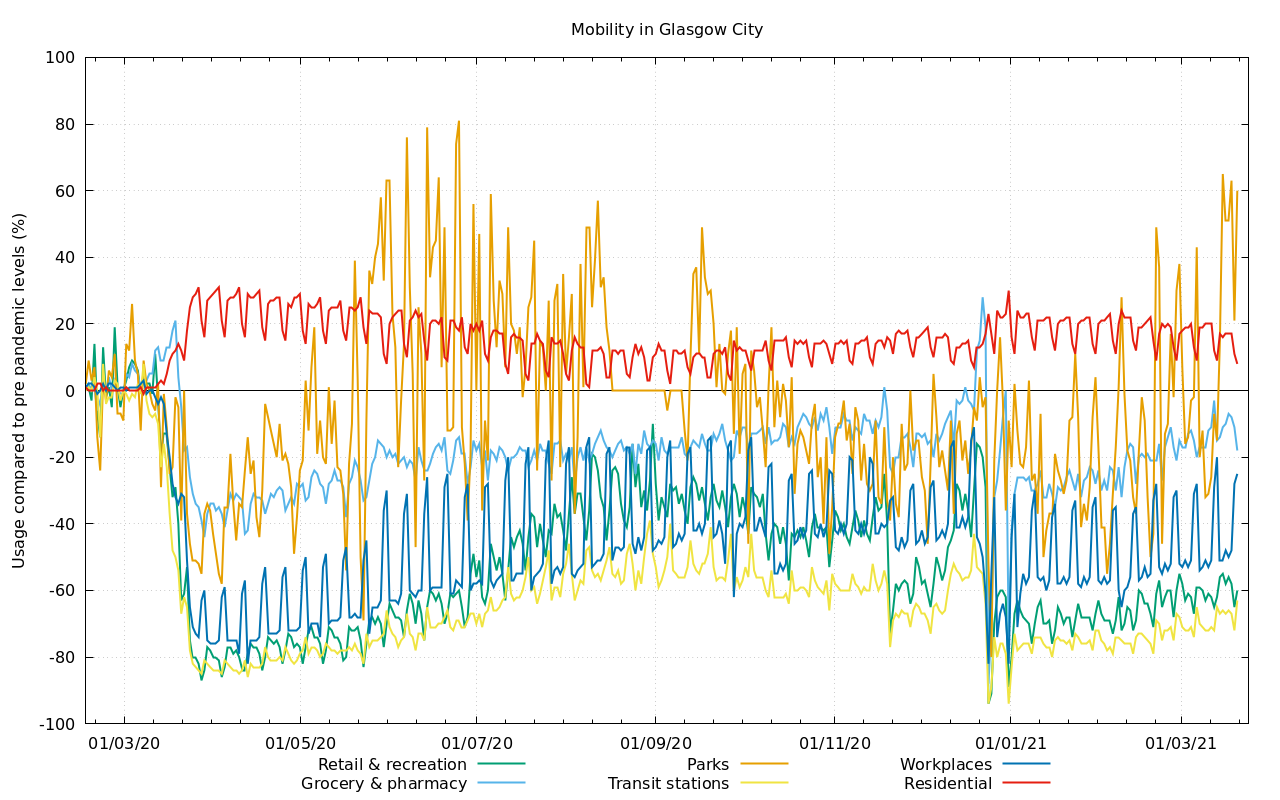 Mobility in Glasgow City
Usage compared to pre pandemic levels (%)
100
80
60
40
20
0
-20
-40
-60
-80
-100
01/03/20 01/05/20 01/07/20 01/09/20 01/11/20 01/01/21 01/03/21
Retail & recreation Parks Workplaces
Grocery & pharmacy Transit stations Residential